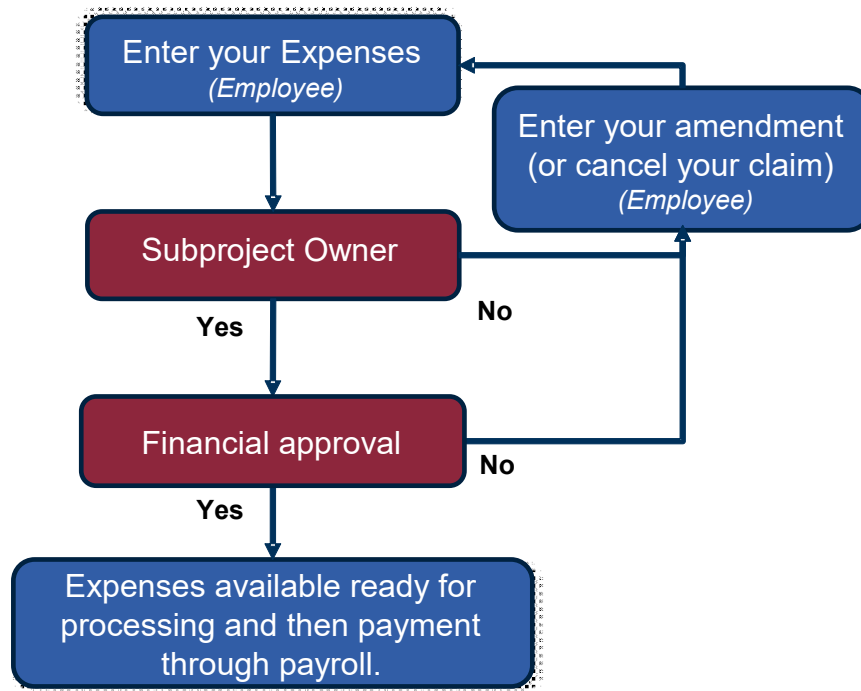 Enter your Expenses
(Employee)
Enter your amendment
(or cancel your claim)
(Employee)
Subproject Owner
Yes
No
Financial approval
No
Yes
Expenses available ready for
processing and then payment
through payroll.